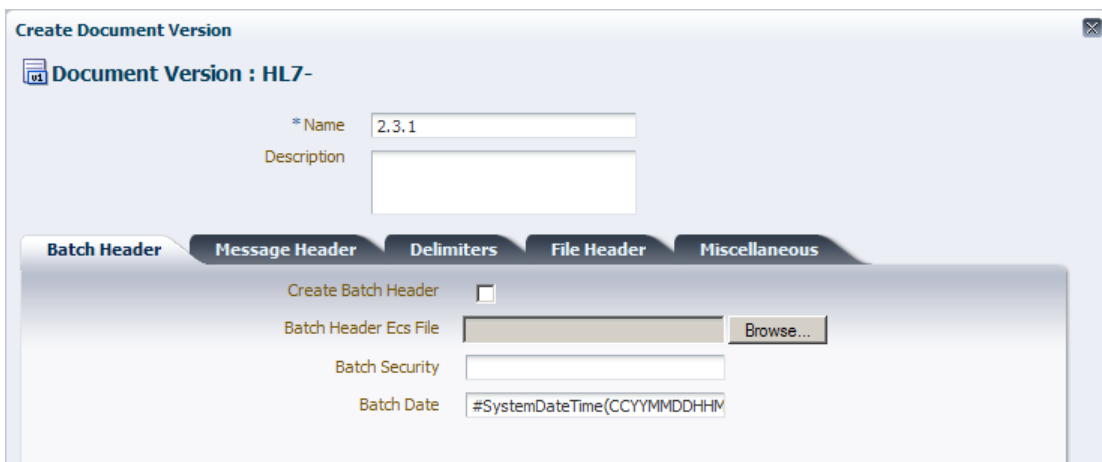 Create Document Version
v1 Document Version : HL7-
* Name 2.3.1
Description
Batch Header Message Header Delimiters File Header Miscellaneous
Create Batch Header
Batch Header Ecs File Browse...
Batch Security
Batch Date #SystemDateTime(CCYYMMDDHHM